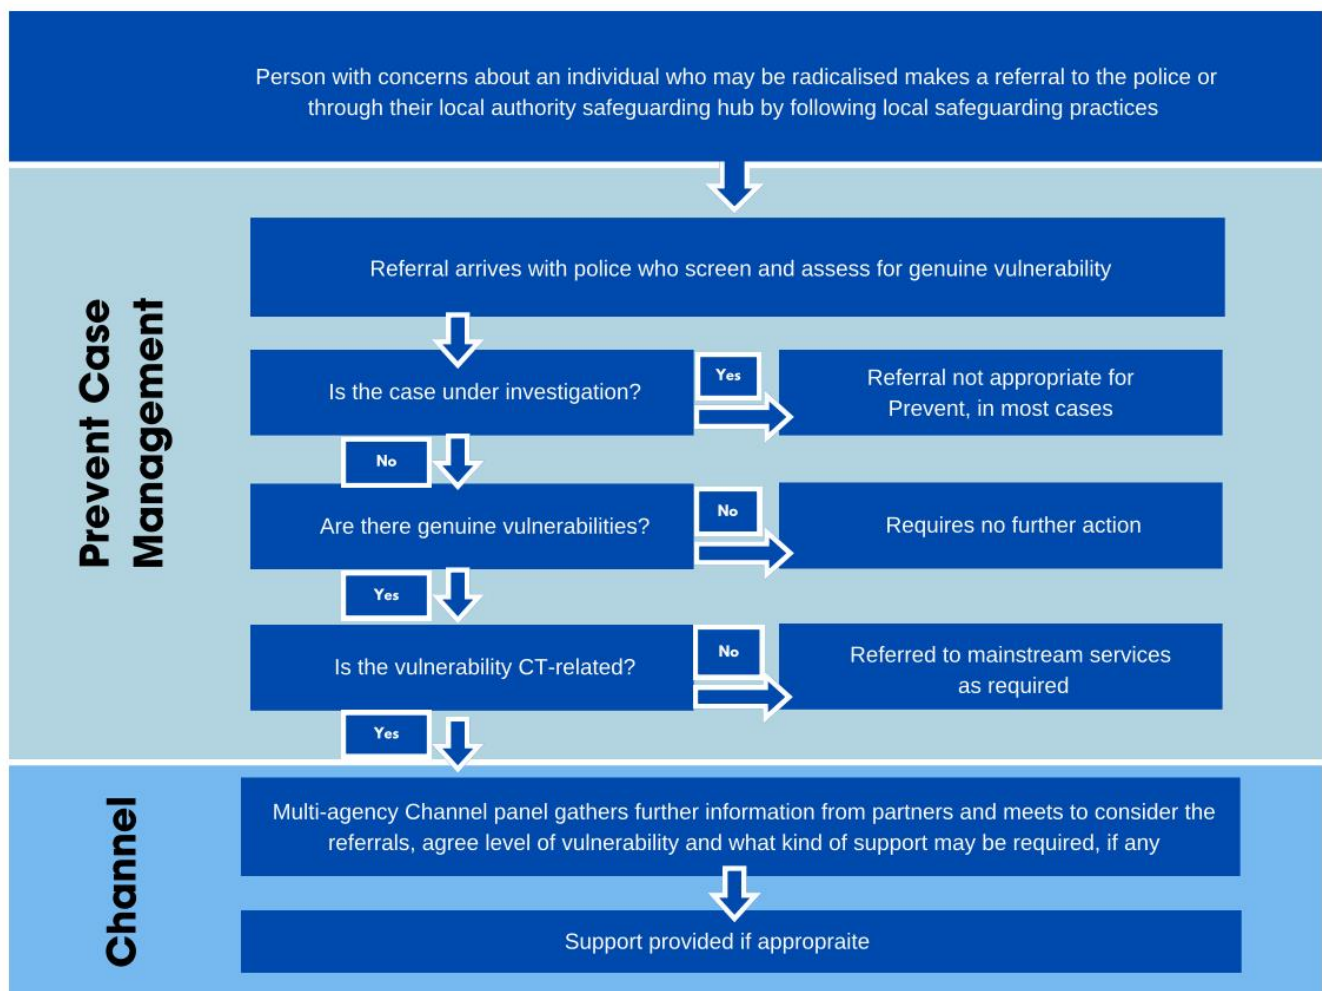 Person with concerns about an individual who may be radicalised makes a referral to the police or
through their local authority safeguarding hub by following local safeguarding practices
Prevent Case
Management
Referral arrives with police who screen and assess for genuine vulnerability
Is the case under investigation?
Yes
Referral not appropriate for
Prevent, in most cases
No
Are there genuine vulnerabilities?
No
Requires no further action
Yes
Is the vulnerability CT-related?
No
Referred to mainstream services
as required
Yes
Channel
Multi-agency Channel panel gathers further information from partners and meets to consider the
referrals, agree level of vulnerability and what kind of support may be required, if any
Support provided if appropraite